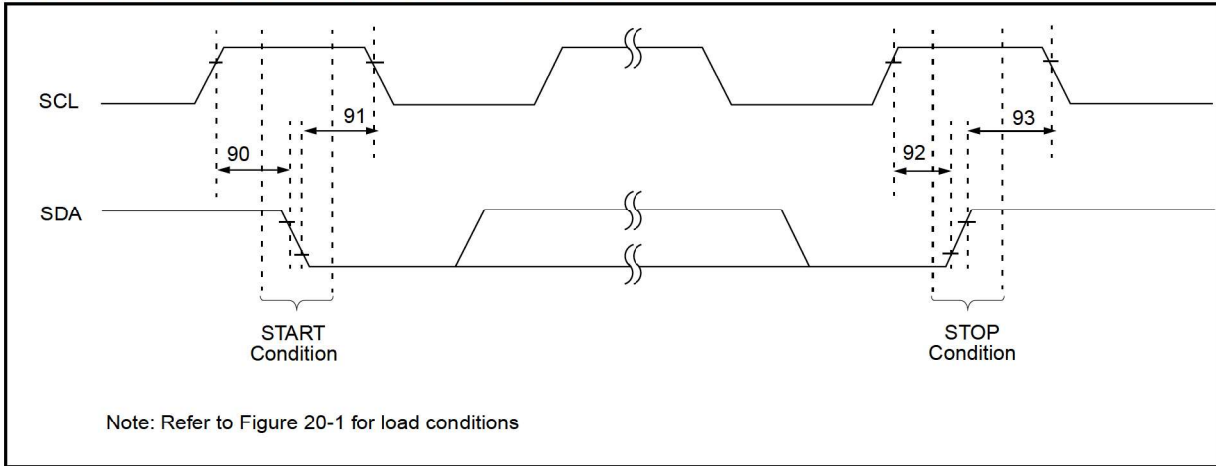 SCL
91
93
90
92
SDA
START
Condition
STOP
Condition
Note: Refer to Figure 20-1 for load conditions